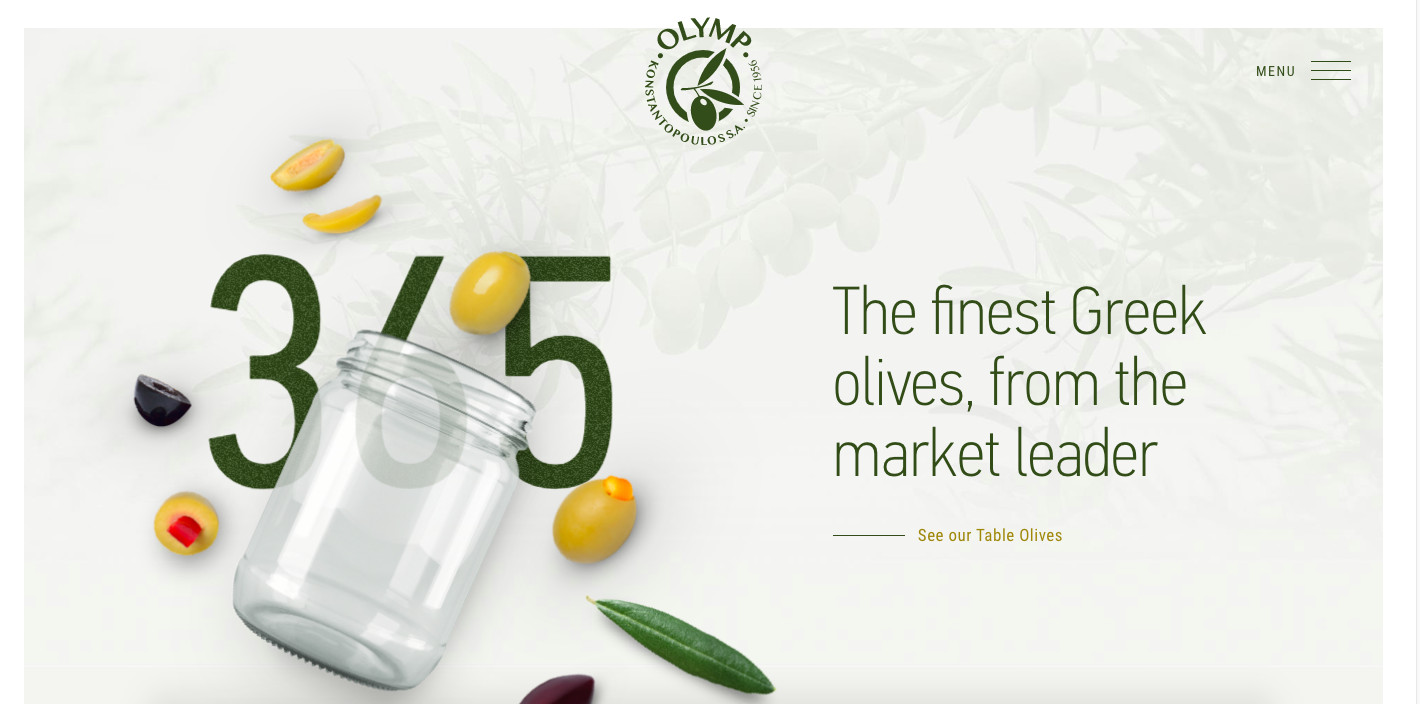 OLYMP
KONSTANTOPOULOS S.A. • SINCE 1956
MENU
365
The finest Greek
olives, from the
market leader
See our Table Olives